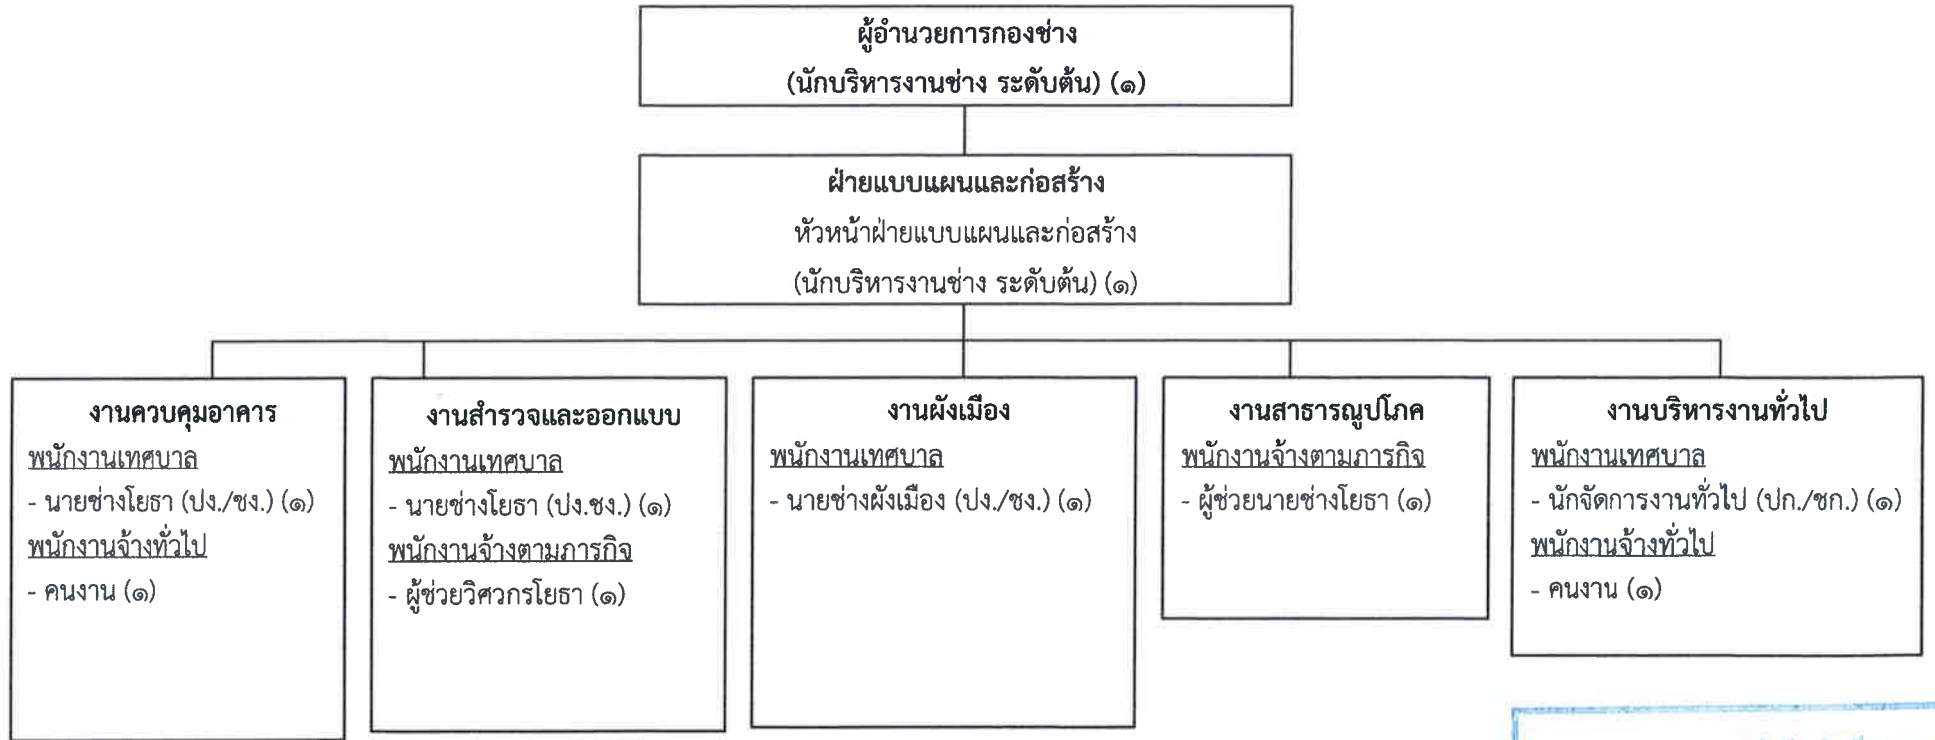 ผู้อำนวยการกองช่าง
(นักบริหารงานช่าง ระดับต้น) (๑)
ฝ่ายแบบแผนและก่อสร้าง
หัวหน้าฝ่ายแบบแผนและก่อสร้าง
(นักบริหารงานช่าง ระดับต้น) (๑)
งานควบคุมอาคาร
พนักงานเทศบาล
- นายช่างโยธา (ปง./ชง.) (๑)
พนักงานจ้างทั่วไป
- คนงาน (๑)
งานสำรวจและออกแบบ
พนักงานเทศบาล
- นายช่างโยธา (ปง.ชง.) (๑)
พนักงานจ้างตามภารกิจ
- ผู้ช่วยวิศวกรโยธา (๑)
งานผังเมือง
พนักงานเทศบาล
- นายช่างผังเมือง (ปง./ชง.) (๑)
งานสาธารณูปโภค
พนักงานจ้างตามภารกิจ
- ผู้ช่วยนายช่างโยธา (๑)
งานบริหารงานทั่วไป
พนักงานเทศบาล
- นักจัดการงานทั่วไป (ปก./ชก.) (๑)
พนักงานจ้างทั่วไป
- คนงาน (๑)